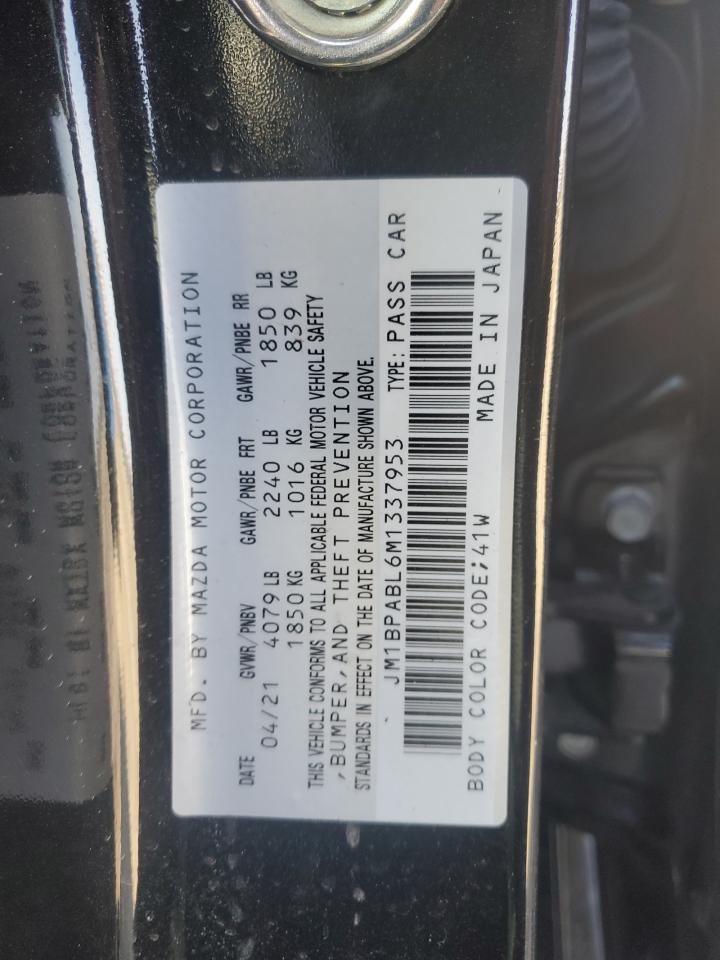 MFD. BY MAZDA MOTOR CORPORATION
DATE GVWR/PNBV GAWR/PNBE FRT GAWR/PNBE RR
04/21 4079 LB 2240 LB 1850 LB
1850 KG 1016 KG 839 KG
THIS VEHICLE CONFORMS TO ALL APPLICABLE FEDERAL MOTOR VEHICLE SAFETY
,BUMPER,AND THEFT PREVENTION
STANDARDS IN EFFECT ON THE DATE OF MANUFACTURE SHOWN ABOVE.
JM1BPABL6M1337953 TYPE: PASS CAR
BODY COLOR CODE;41W MADE IN JAPAN